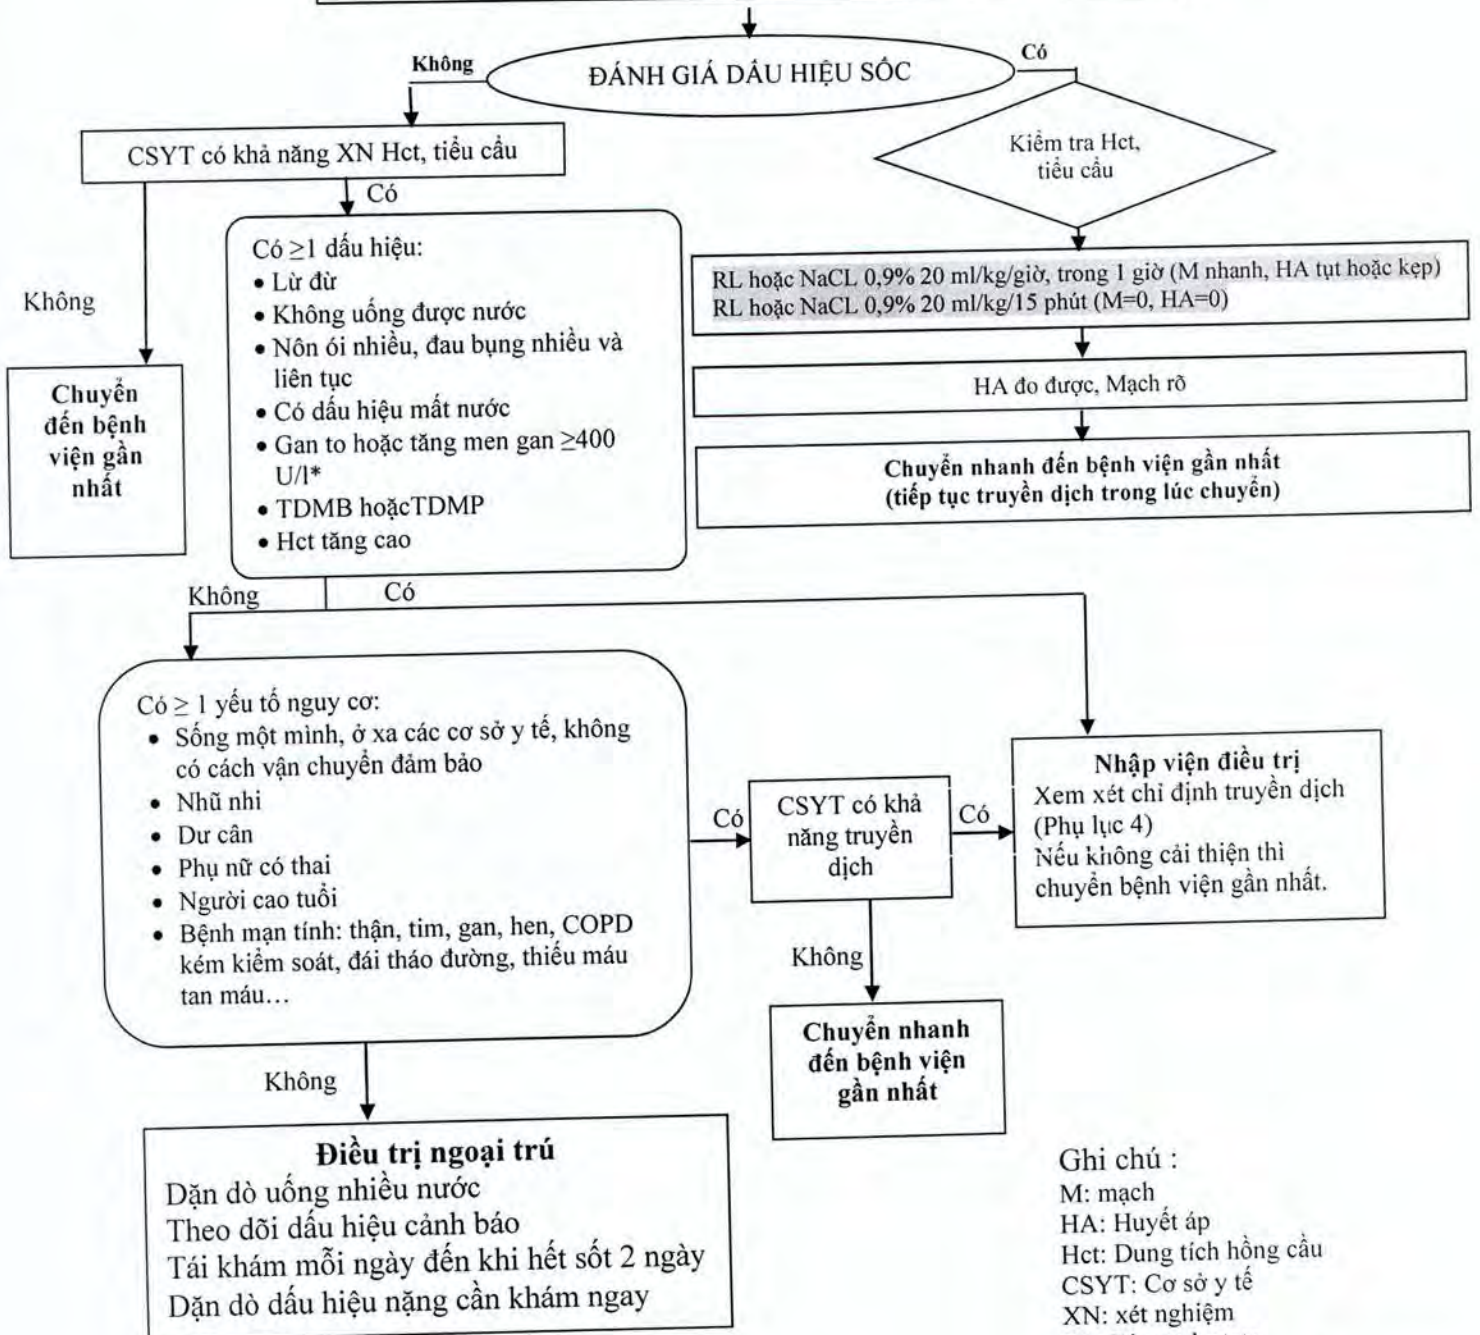 ĐÁNH GIÁ DẤU HIỆU SỐC
Không
Có
CSYT có khả năng XN Hct, tiểu cầu
Kiểm tra Hct,
tiểu cầu
Có
Không
Có ≥1 dấu hiệu:
• Lừ đừ
• Không uống được nước
• Nôn ói nhiều, đau bụng nhiều và
liên tục
• Có dấu hiệu mất nước
• Gan to hoặc tăng men gan ≥400
U/l*
• TDMB hoặcTDMP
• Hct tăng cao
RL hoặc NaCL 0,9% 20 ml/kg/giờ, trong 1 giờ (M nhanh, HA tụt hoặc kẹp)
RL hoặc NaCL 0,9% 20 ml/kg/15 phút (M=0, HA=0)
HA đo được, Mạch rõ
Chuyển nhanh đến bệnh viện gần nhất
(tiếp tục truyền dịch trong lúc chuyển)
Chuyển
đến bệnh
viện gần
nhất
Không
Có
Có ≥ 1 yếu tố nguy cơ:
• Sống một mình, ở xa các cơ sở y tế, không
có cách vận chuyển đảm bảo
• Nhũ nhi
• Dư cân
• Phụ nữ có thai
• Người cao tuổi
• Bệnh mạn tính: thận, tim, gan, hen, COPD
kém kiểm soát, đái tháo đường, thiếu máu
tan máu…
Có
CSYT có khả
năng truyền
dịch
Có
Nhập viện điều trị
Xem xét chỉ định truyền dịch
(Phụ lục 4)
Nếu không cải thiện thì
chuyển bệnh viện gần nhất.
Không
Chuyển nhanh
đến bệnh viện
gần nhất
Không
Điều trị ngoại trú
Dặn dò uống nhiều nước
Theo dõi dấu hiệu cảnh báo
Tái khám mỗi ngày đến khi hết sốt 2 ngày
Dặn dò dấu hiệu nặng cần khám ngay
Ghi chú :
M: mạch
HA: Huyết áp
Hct: Dung tích hồng cầu
CSYT: Cơ sở y tế
XN: xét nghiệm